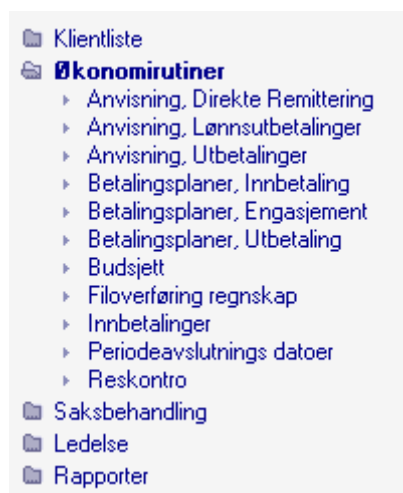 Klientliste
Økonomirutiner
Anvisning, Direkte Remittering
Anvisning, Lønnsutbetalinger
Anvisning, Utbetalinger
Betalingsplaner, Innbetaling
Betalingsplaner, Engasjement
Betalingsplaner, Utbetaling
Budsjett
Filoverføring regnskap
Innbetalinger
Periodeavslutnings datoer
Reskontro
Saksbehandling
Ledelse
Rapporter